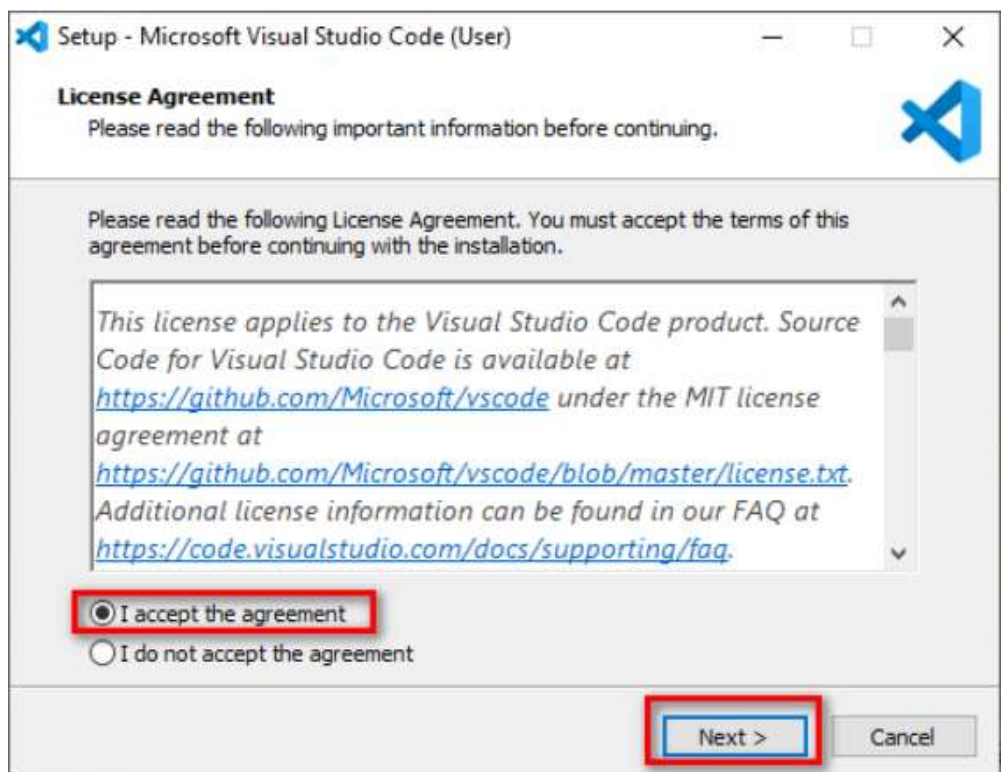 Setup - Microsoft Visual Studio Code (User)
License Agreement
Please read the following important information before continuing.
Please read the following License Agreement. You must accept the terms of this
agreement before continuing with the installation.
This license applies to the Visual Studio Code product. Source
Code for Visual Studio Code is available at
https://github.com/Microsoft/vscode under the MIT license
agreement at
https://github.com/Microsoft/vscode/blob/master/license.txt.
Additional license information can be found in our FAQ at
https://code.visualstudio.com/docs/supporting/faq.
I accept the agreement
I do not accept the agreement
Next >
Cancel